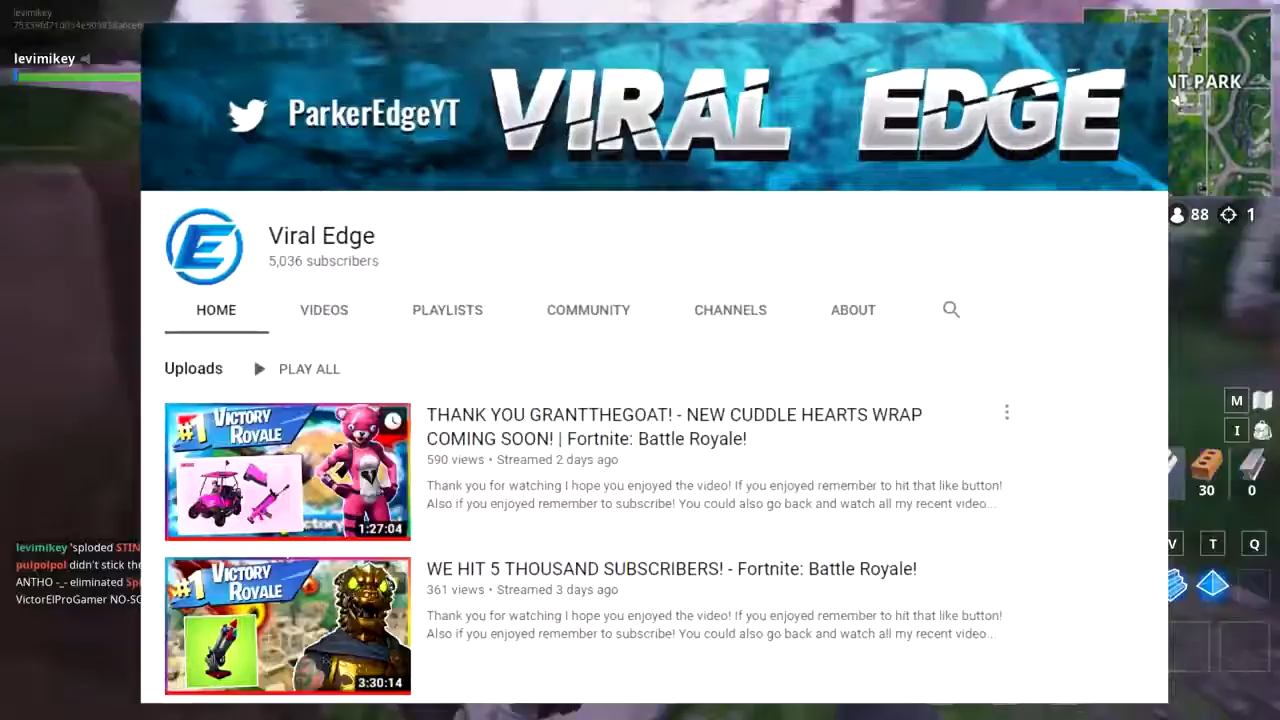 levimikey
levimikey
ParkerEdgeYT
VIRAL EDGE
NT PARK
88
1
Viral Edge
5,036 subscribers
HOME
VIDEOS
PLAYLISTS
COMMUNITY
CHANNELS
ABOUT
Uploads
PLAY ALL
#1 VICTORY ROYALE
1:27:04
THANK YOU GRANTTHEGOAT! - NEW CUDDLE HEARTS WRAP
COMING SOON! | Fortnite: Battle Royale!
590 views • Streamed 2 days ago
Thank you for watching I hope you enjoyed the video! If you enjoyed remember to hit that like button!
Also if you enjoyed remember to subscribe! You could also go back and watch all my recent video...
#1 VICTORY ROYALE
3:30:14
WE HIT 5 THOUSAND SUBSCRIBERS! - Fortnite: Battle Royale!
361 views • Streamed 3 days ago
Thank you for watching I hope you enjoyed the video! If you enjoyed remember to hit that like button!
Also if you enjoyed remember to subscribe! You could also go back and watch all my recent video...
M
I
30
0
V
T
Q
levimikey 'sploded STIN
puipolpol didn't stick the
ANTHO -_- eliminated Spi
VictorElProGamer NO-SC